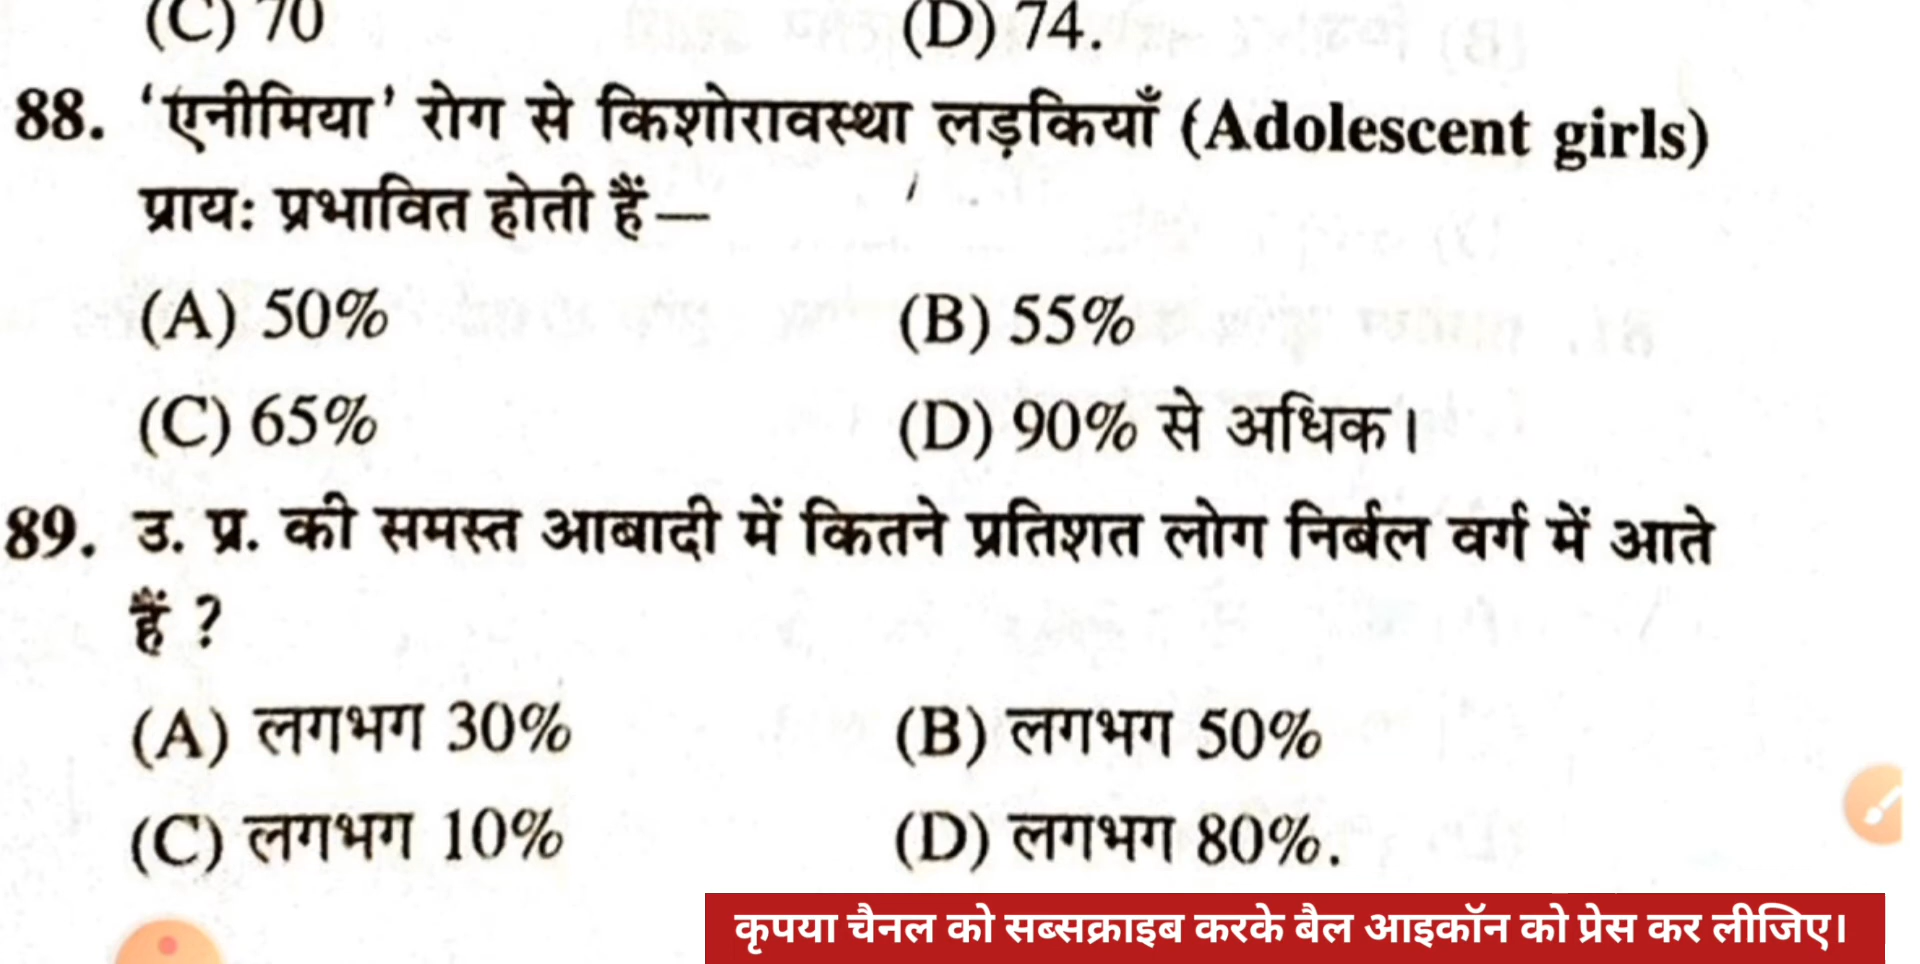 (C) 70 (D) 74.
88. ‘एनीमिया’ रोग से किशोरावस्था लड़कियाँ (Adolescent girls)
प्रायः प्रभावित होती हैं—
(A) 50% (B) 55%
(C) 65% (D) 90% से अधिक।
89. उ. प्र. की समस्त आबादी में कितने प्रतिशत लोग निर्बल वर्ग में आते
हैं ?
(A) लगभग 30% (B) लगभग 50%
(C) लगभग 10% (D) लगभग 80%.
कृपया चैनल को सब्सक्राइब करके बैल आइकॉन को प्रेस कर लीजिए।